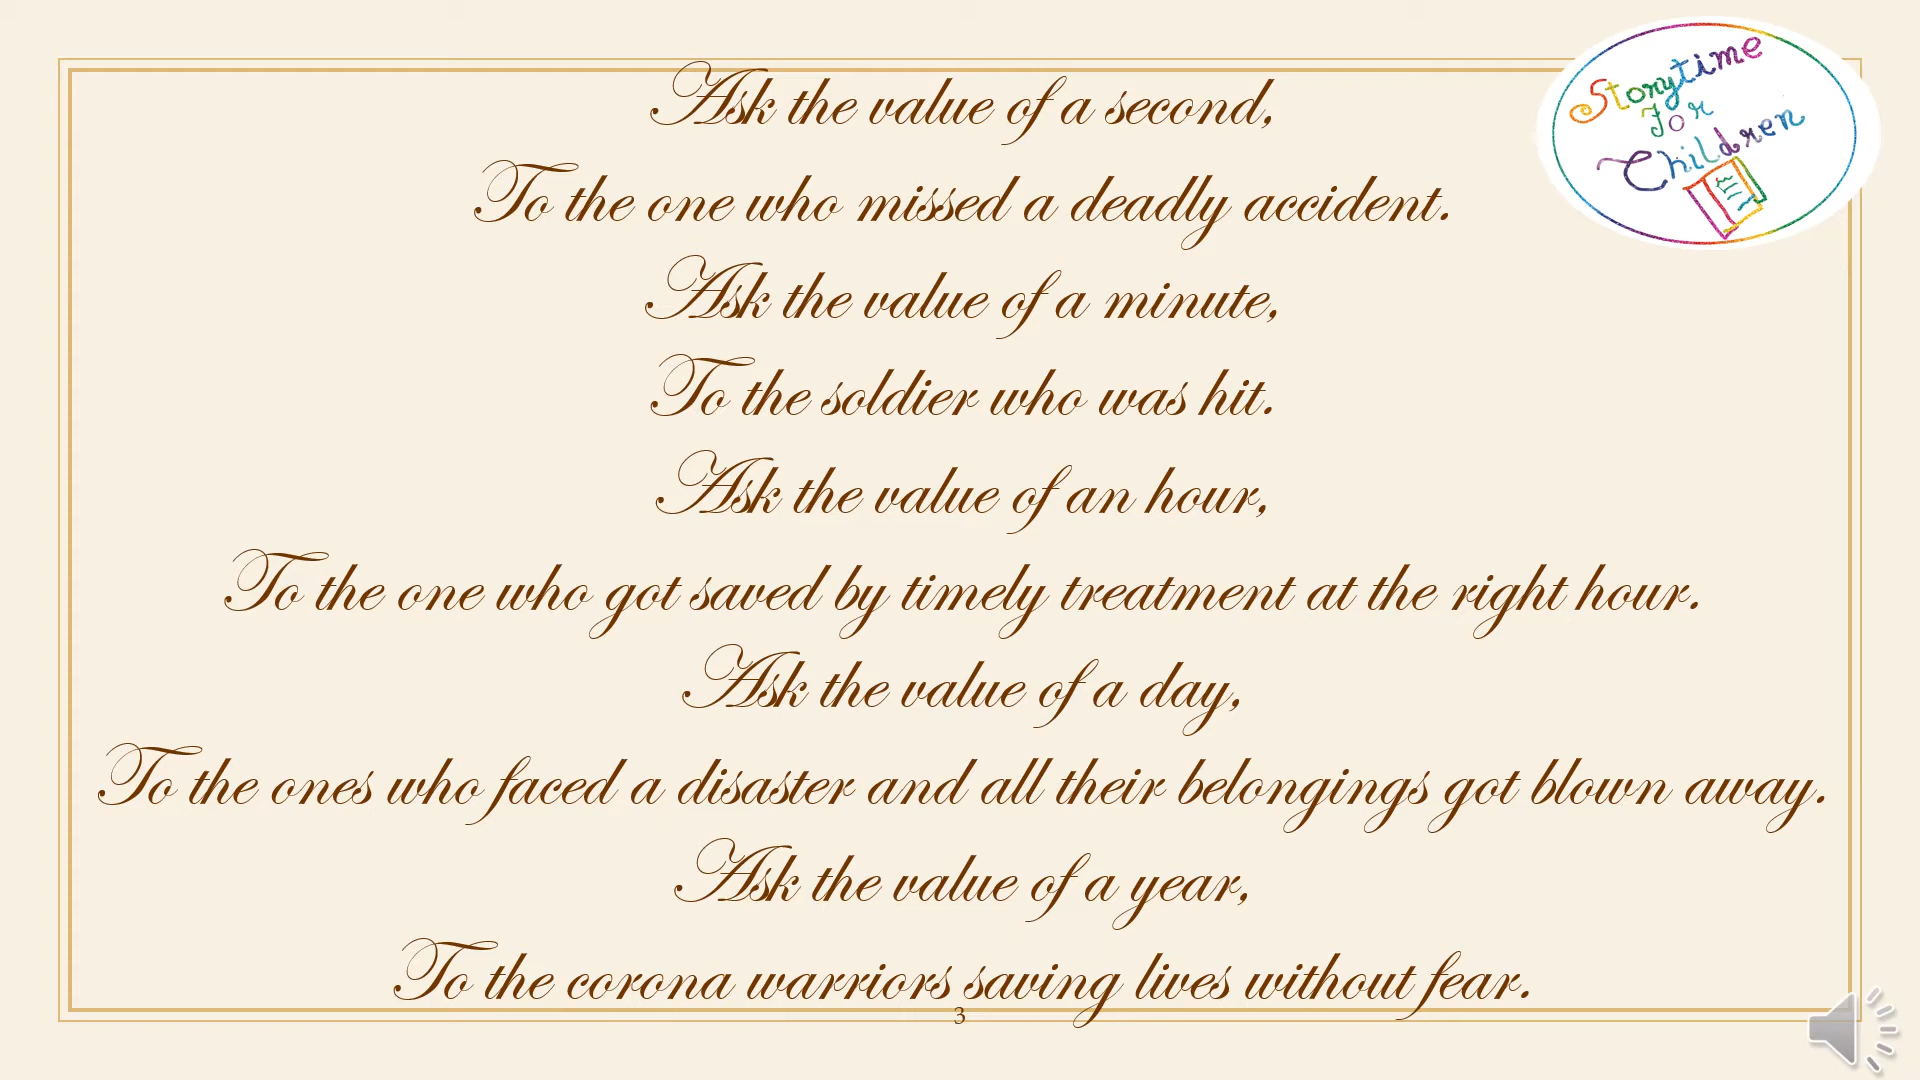 Ask the value of a second,
To the one who missed a deadly accident.
Ask the value of a minute,
To the soldier who was hit.
Ask the value of an hour,
To the one who got saved by timely treatment at the right hour.
Ask the value of a day,
To the ones who faced a disaster and all their belongings got blown away.
Ask the value of a year,
To the corona warriors saving lives without fear.
3
Storytime
For
Children